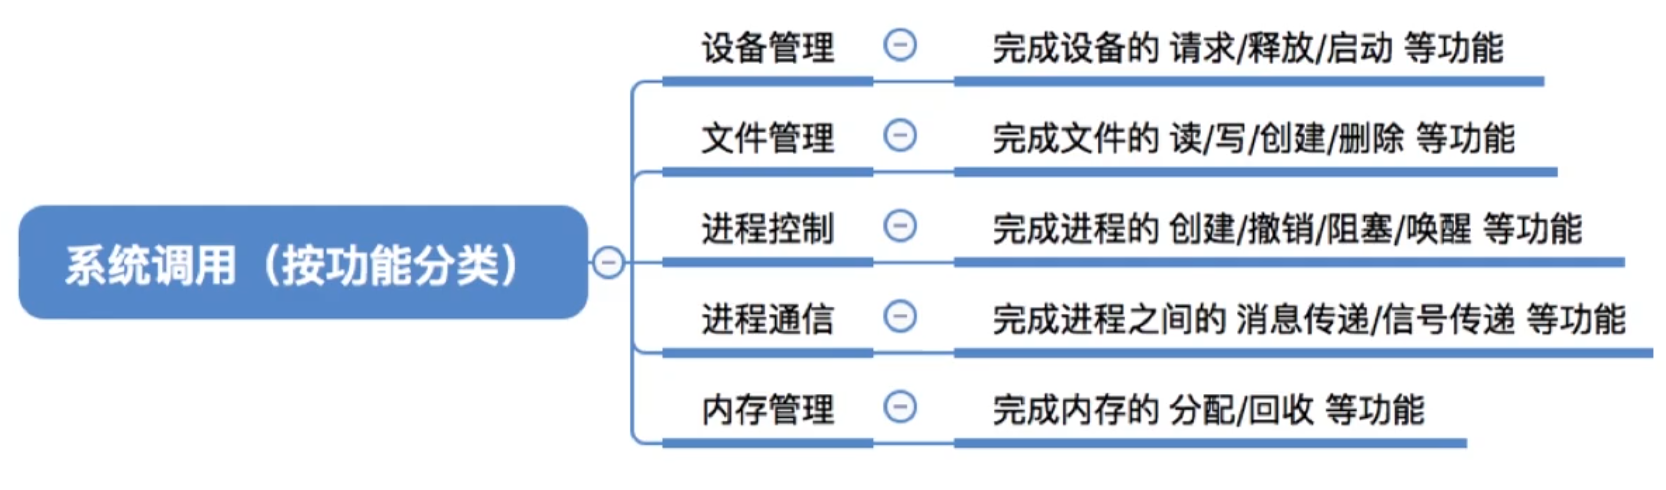 系统调用（按功能分类）
设备管理
完成设备的 请求/释放/启动 等功能
文件管理
完成文件的 读/写/创建/删除 等功能
进程控制
完成进程的 创建/撤销/阻塞/唤醒 等功能
进程通信
完成进程之间的 消息传递/信号传递 等功能
内存管理
完成内存的 分配/回收 等功能